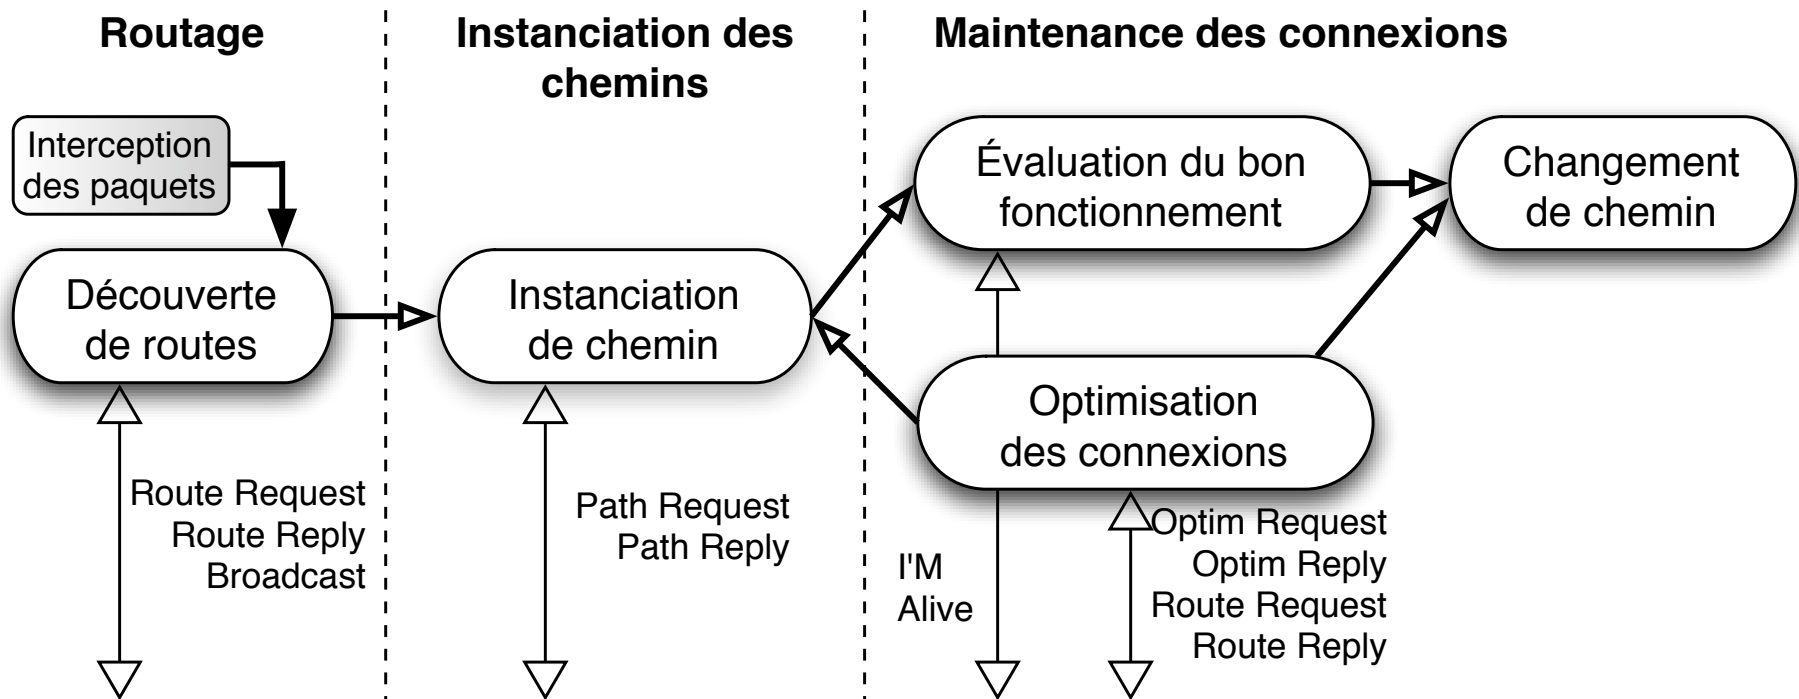 Routage
Instanciation des
chemins
Maintenance des connexions
Interception
des paquets
Découverte
de routes
Instanciation
de chemin
Évaluation du bon
fonctionnement
Changement
de chemin
Optimisation
des connexions
Route Request
Route Reply
Broadcast
Path Request
Path Reply
I'M
Alive
Optim Request
Optim Reply
Route Request
Route Reply